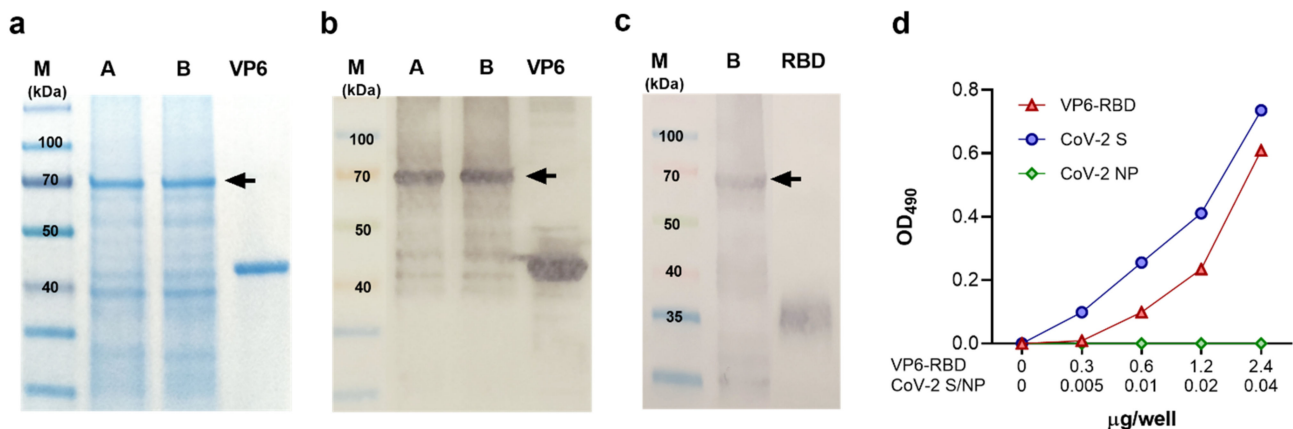 a
M A B VP6
(kDa)
100
70
50
40
b
M A B VP6
(kDa)
100
70
50
40
c
M B RBD
(kDa)
100
70
50
40
35
d
VP6-RBD
CoV-2 S
CoV-2 NP
OD490
0.8
0.6
0.4
0.2
0.0
VP6-RBD 0 0.3 0.6 1.2 2.4
CoV-2 S/NP 0 0.005 0.01 0.02 0.04
μg/well